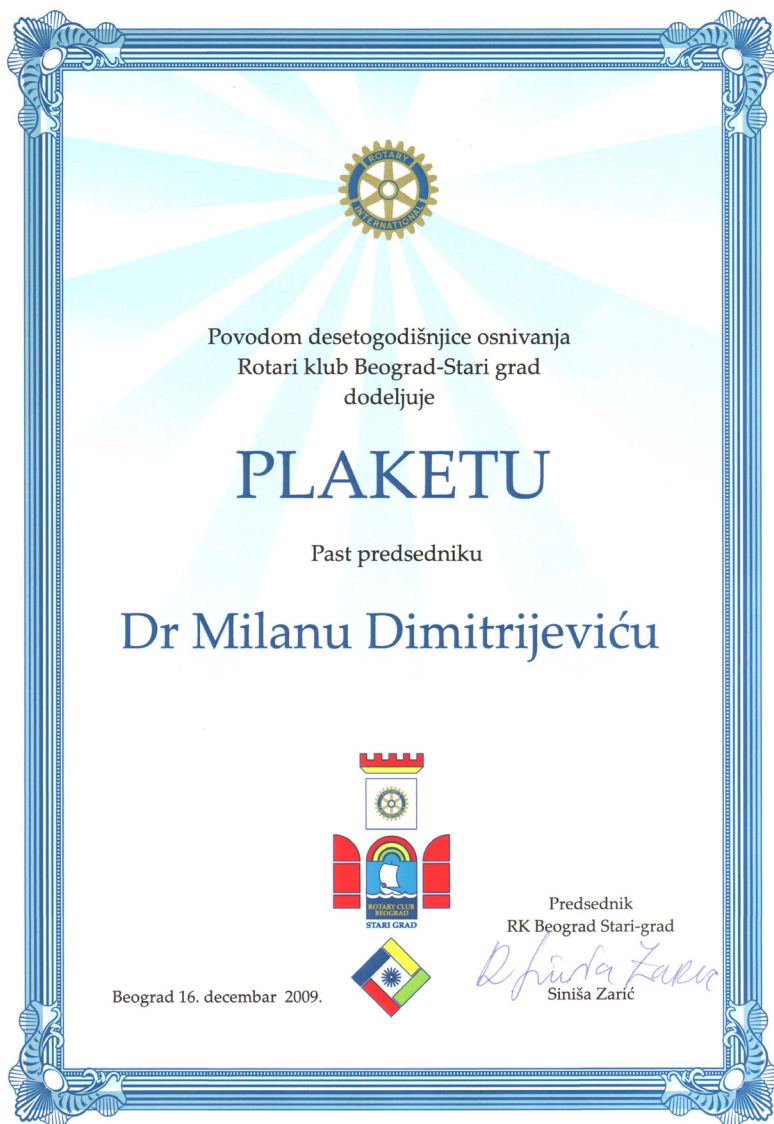 ROTARY
INTERNATIONAL
Povodom desetogodišnjice osnivanja
Rotari klub Beograd-Stari grad
dodeljuje
PLAKETU
Past predsedniku
Dr Milanu Dimitrijeviću
ROTARY CLUB
BEOGRAD
STARI GRAD
Predsednik
RK Beograd Stari-grad
Siniša Zarić
Beograd 16. decembar 2009.